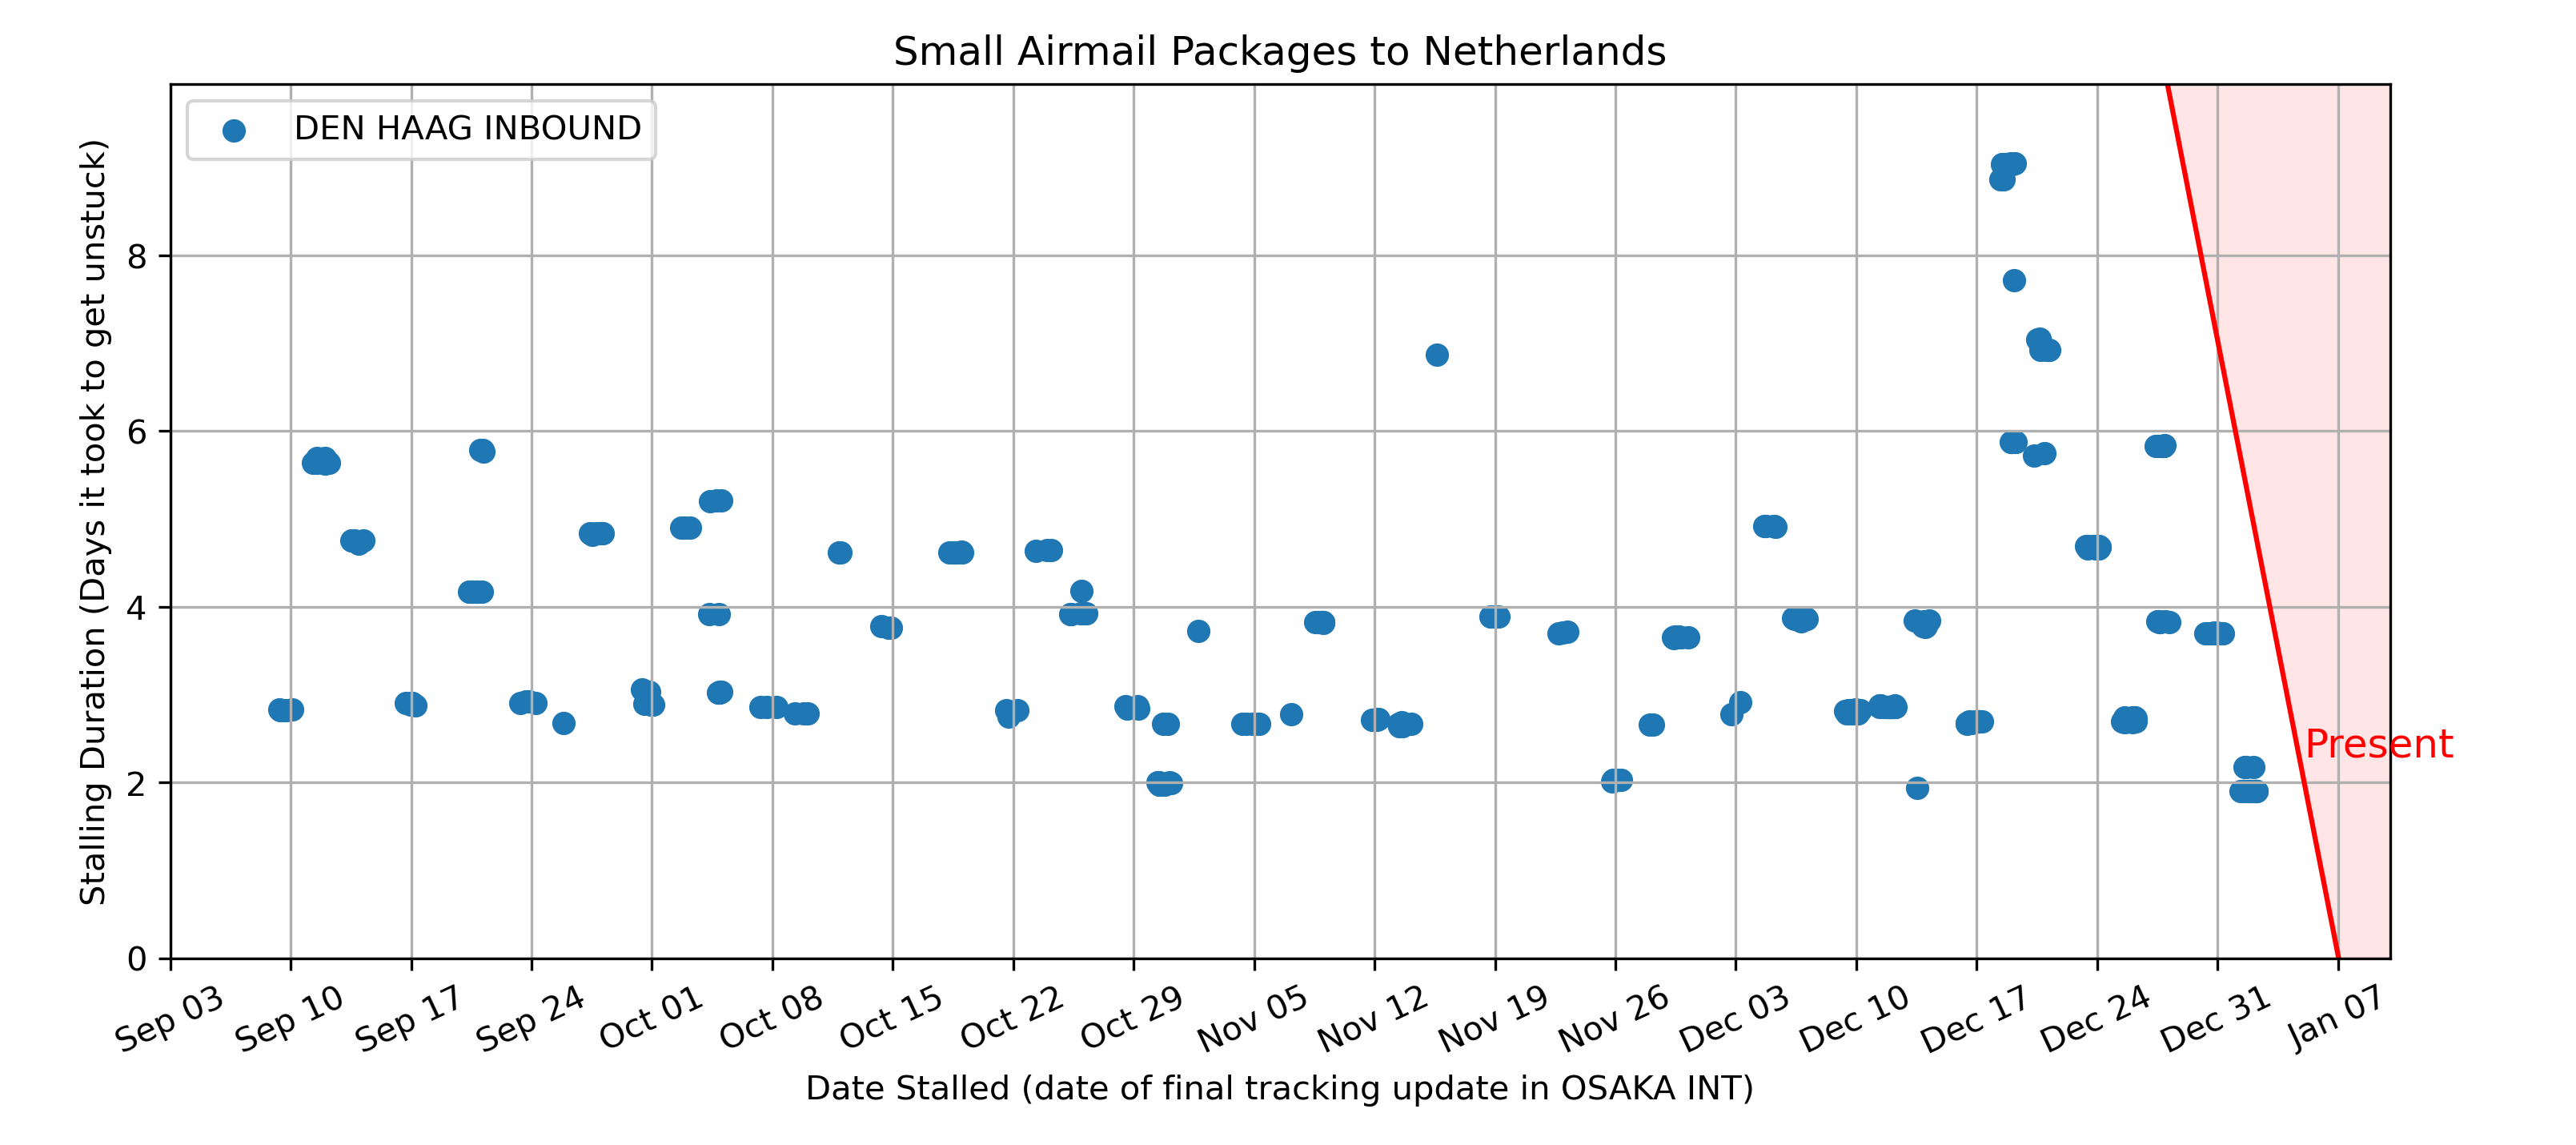 Small Airmail Packages to Netherlands
DEN HAAG INBOUND
Stalling Duration (Days it took to get unstuck)
8
6
4
2
0
Present
Sep 03
Sep 10
Sep 17
Sep 24
Oct 01
Oct 08
Oct 15
Oct 22
Oct 29
Nov 05
Nov 12
Nov 19
Nov 26
Dec 03
Dec 10
Dec 17
Dec 24
Dec 31
Jan 07
Date Stalled (date of final tracking update in OSAKA INT)